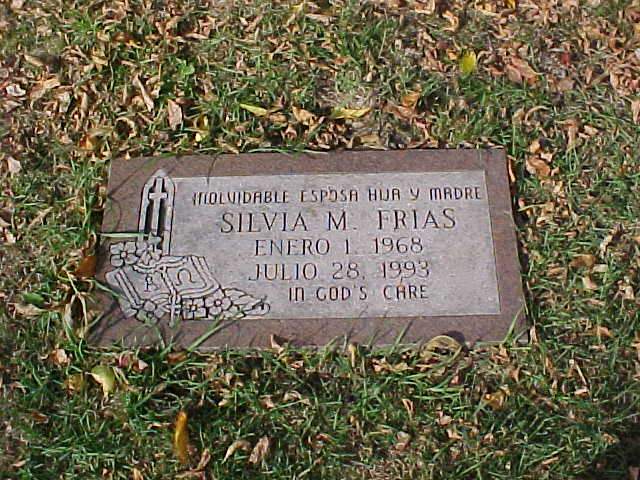 INOLVIDABLE ESPOSA HIJA Y MADRE
SILVIA M. FRIAS
ENERO 1, 1968
JULIO 28, 1993
IN GOD'S CARE